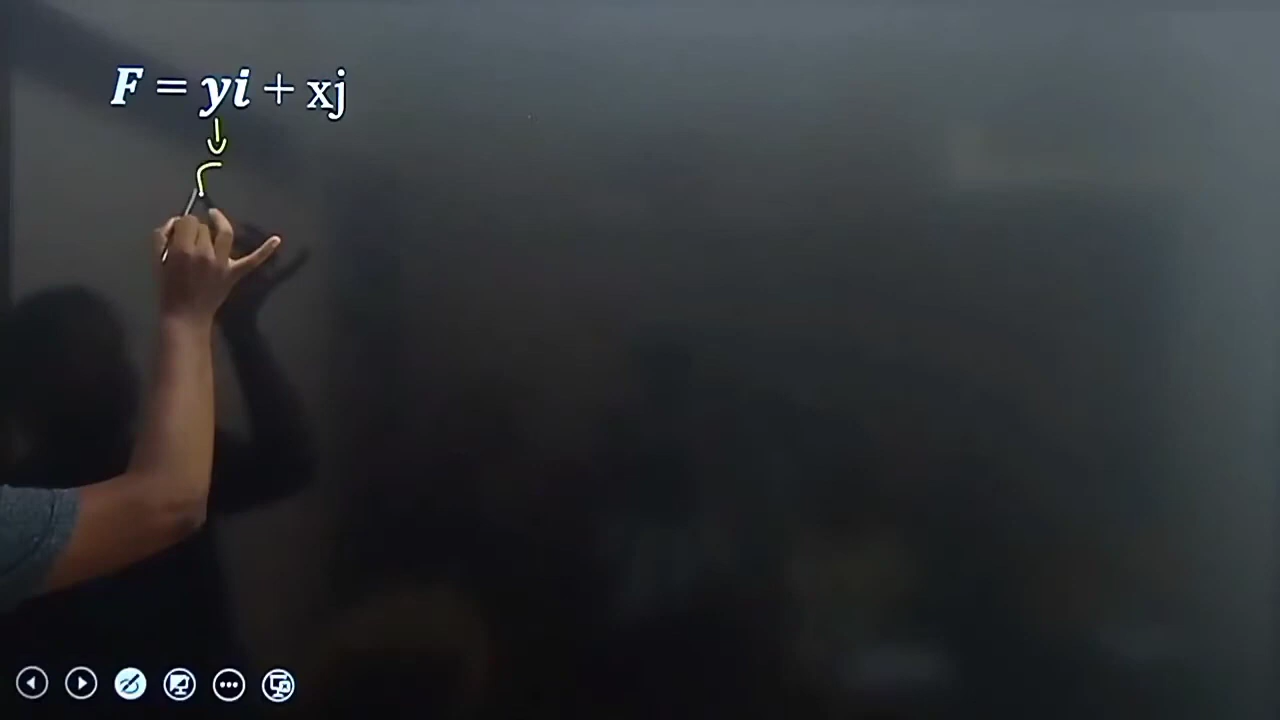 F = yi + xj